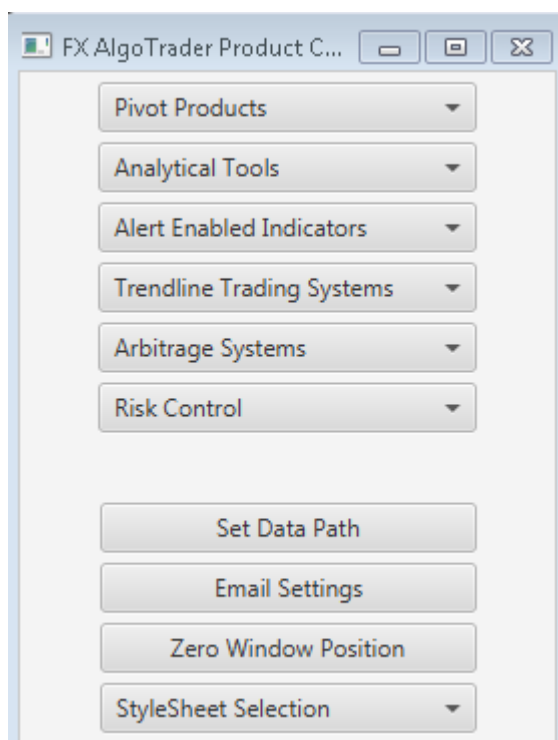 FX AlgoTrader Product C...
Pivot Products
Analytical Tools
Alert Enabled Indicators
Trendline Trading Systems
Arbitrage Systems
Risk Control
Set Data Path
Email Settings
Zero Window Position
StyleSheet Selection